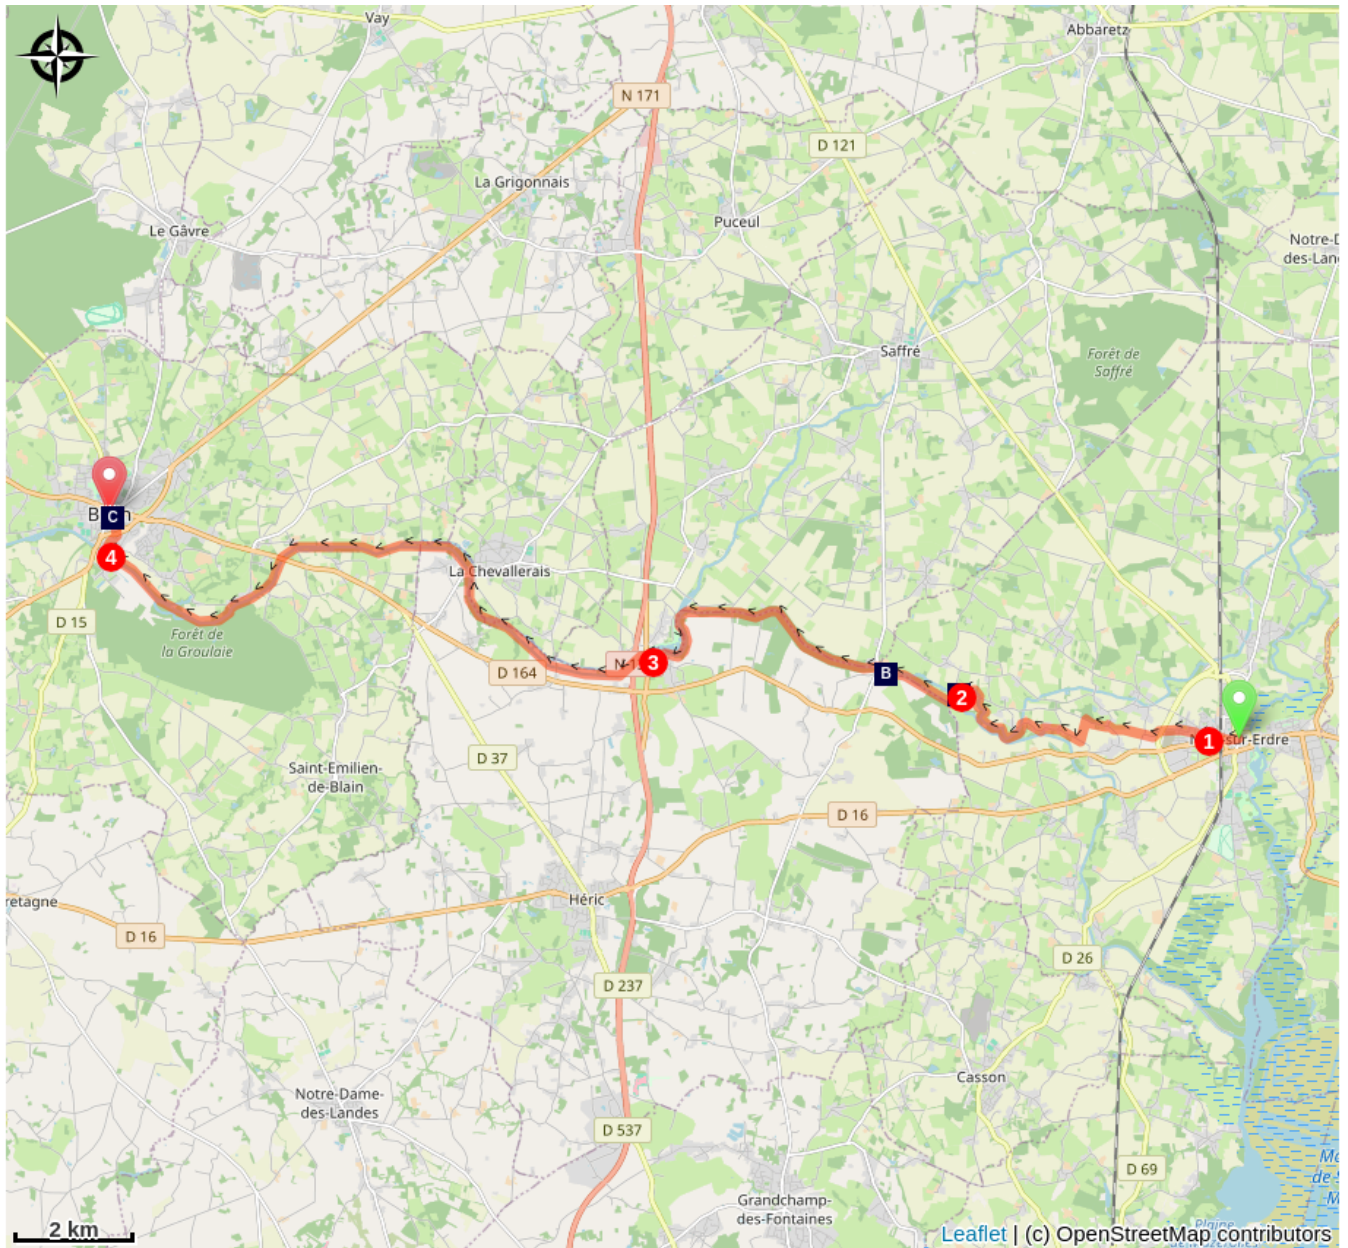 Vay
Abbaretz
N 171
D 121
La Grigonnais
Puceul
Le Gâvre
Notre-D
des-Lan
Saffré
Forêt de
Saffré
C
4
La Chevallerais
D 15
Forêt de
la Groulaie
3
D 164
B
2
1
sur-Erdre
D 37
Saint-Emilien-
de-Blain
D 16
Héric
retagne
D 16
D 26
D 237
Casson
Notre-Dame-
des-Landes
D 537
D 69
Grandchamp-
des-Fontaines
2 km
Leaflet | (c) OpenStreetMap contributors